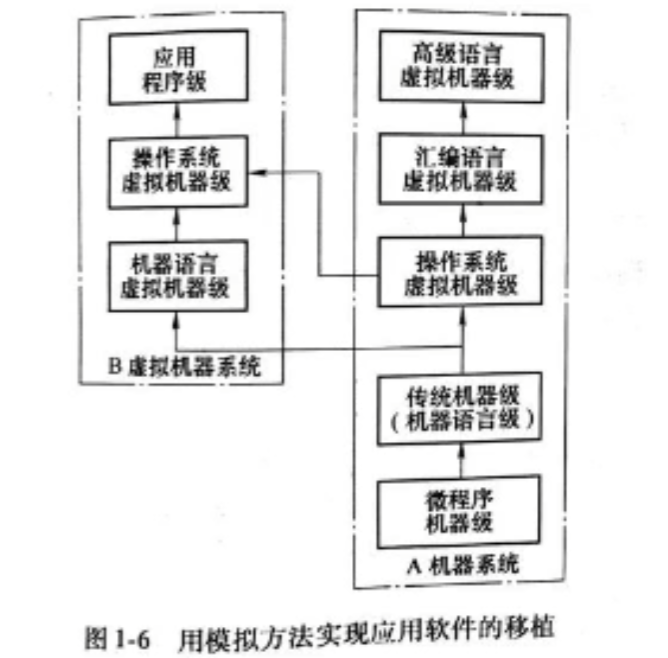 应用
程序级
操作系统
虚拟机器级
机器语言
虚拟机器级
B 虚拟机器系统
高级语言
虚拟机器级
汇编语言
虚拟机器级
操作系统
虚拟机器级
传统机器级
(机器语言级)
微程序
机器级
A 机器系统
图 1-6 用模拟方法实现应用软件的移植